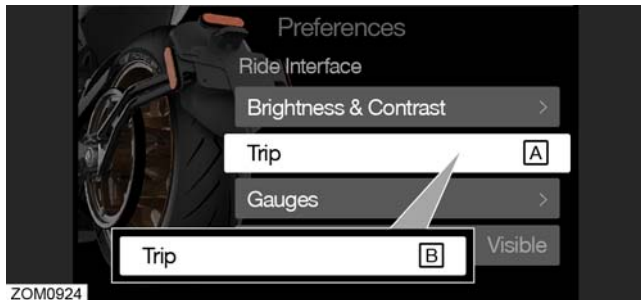 Preferences
Ride Interface
Brightness & Contrast >
Trip A
Gauges >
Visible
Trip B
ZOM0924